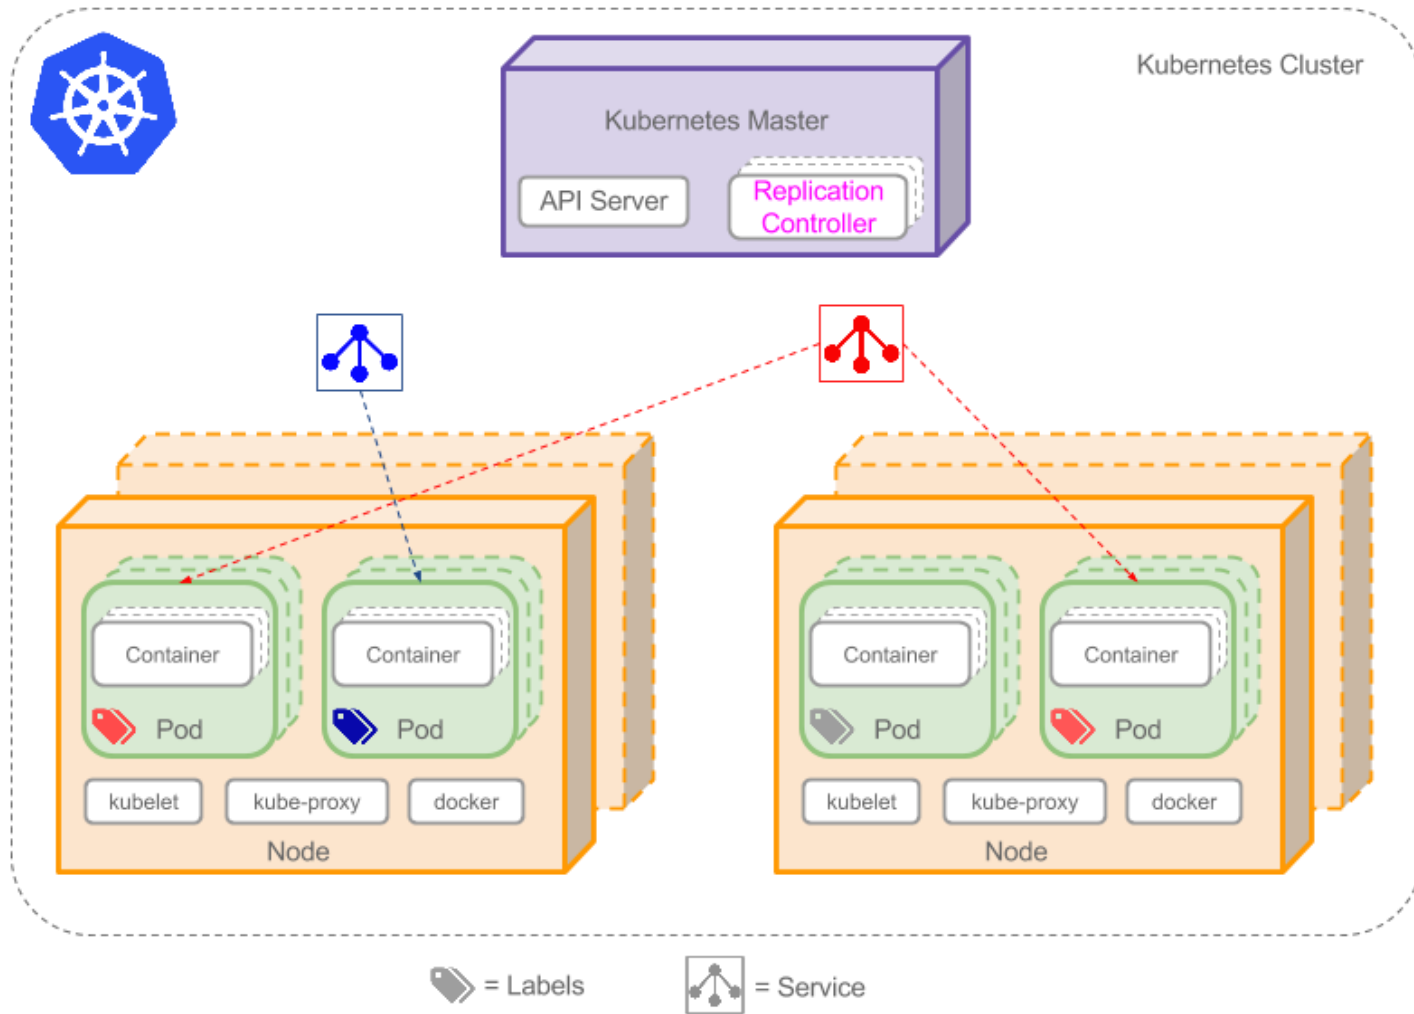 Kubernetes Cluster
Kubernetes Master
API Server
Replication
Controller
Container
Container
Container
Container
Pod
Pod
Pod
Pod
kubelet
kube-proxy
docker
kubelet
kube-proxy
docker
Node
Node
= Labels
= Service